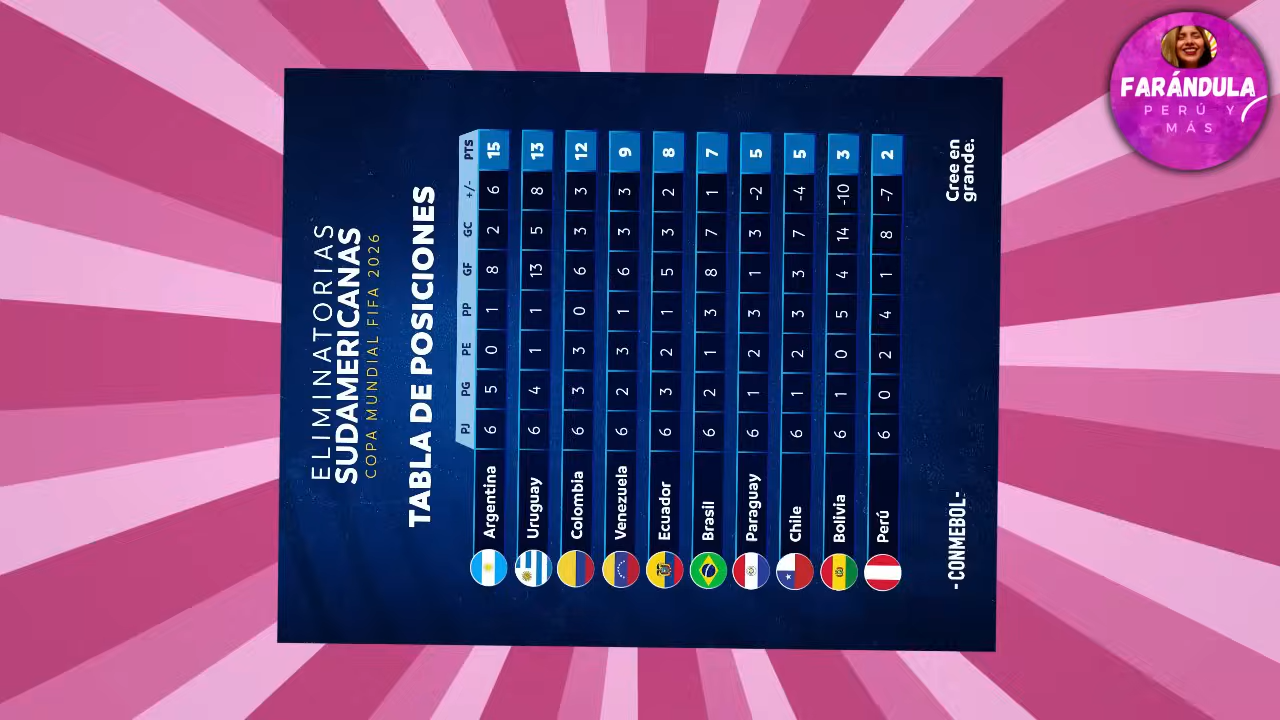 ELIMINATORIAS
SUDAMERICANAS
COPA MUNDIAL FIFA 2026
TABLA DE POSICIONES
PJ PG PE PP GF GC +/- PTS
Argentina 6 5 0 1 8 2 6 15
Uruguay 6 4 1 1 13 5 8 13
Colombia 6 3 3 0 6 3 3 12
Venezuela 6 2 3 1 6 3 3 9
Ecuador 6 3 2 1 5 3 2 8
Brasil 6 2 1 3 8 7 1 7
Paraguay 6 1 2 3 1 3 -2 5
Chile 6 1 2 3 3 7 -4 5
Bolivia 6 1 0 5 4 14 -10 3
Perú 6 0 2 4 1 8 -7 2
-CONMEBOL-
Cree en
grande.
FARÁNDULA
PERÚ Y
MÁS